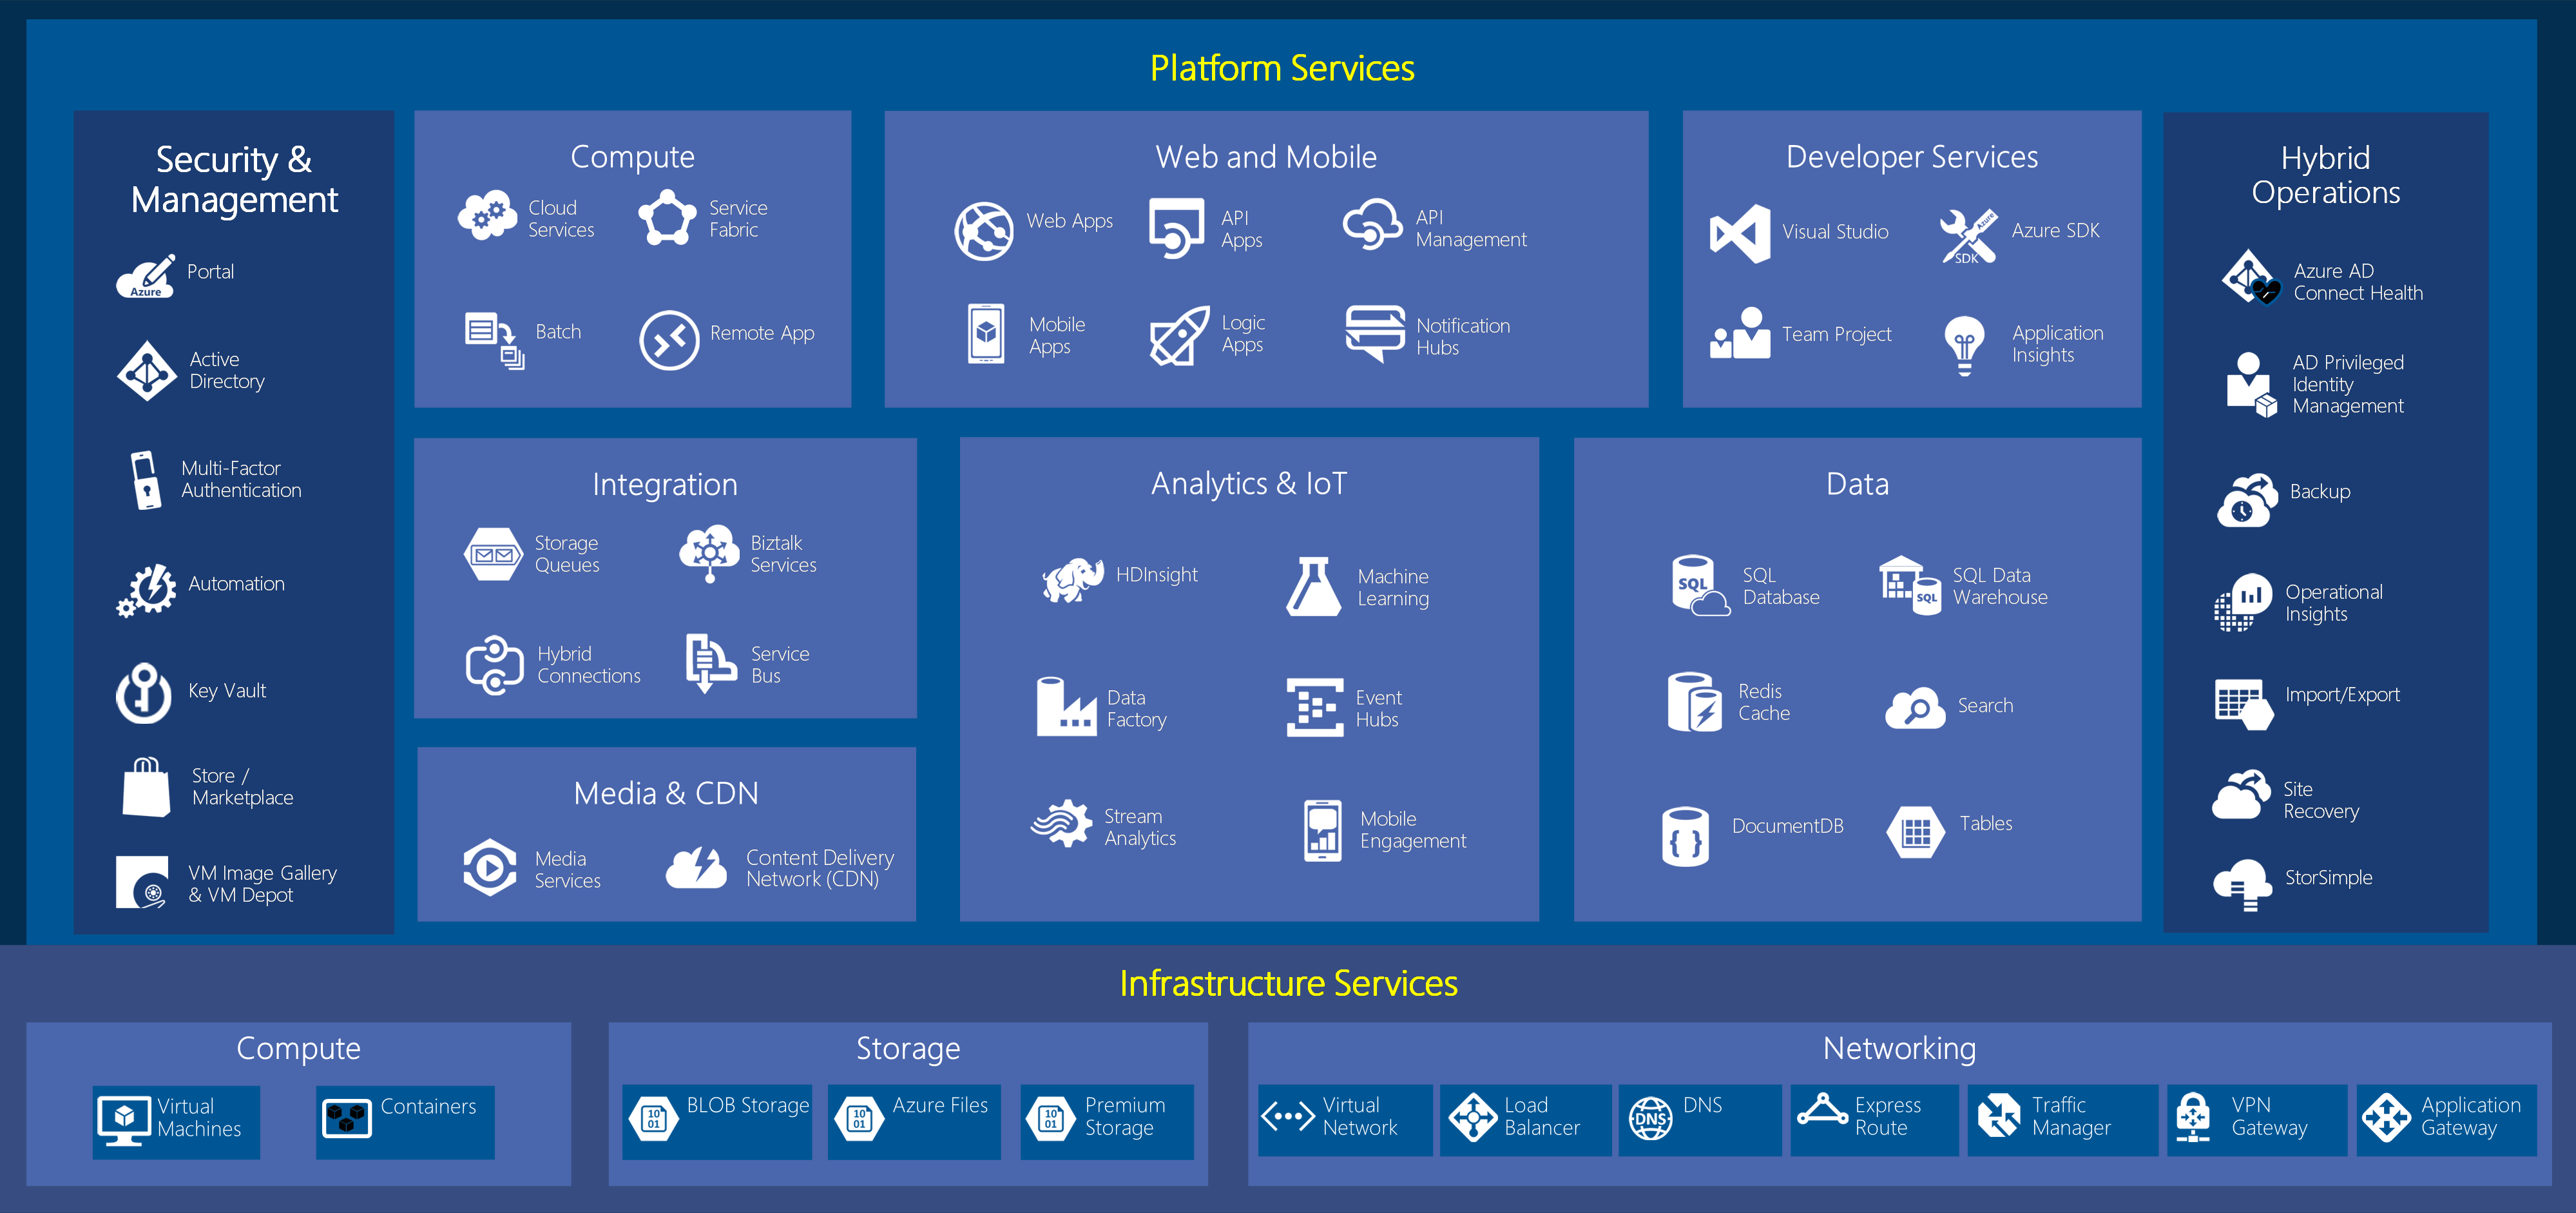 Platform Services
Security &
Management
Azure
Portal
Active
Directory
Multi-Factor
Authentication
Automation
Key Vault
Store /
Marketplace
VM Image Gallery
& VM Depot
Compute
Cloud
Services
Service
Fabric
Batch
Remote App
Web and Mobile
Web Apps
API
Apps
API
Management
Mobile
Apps
Logic
Apps
Notification
Hubs
Developer Services
Visual Studio
Azure
SDK
Azure SDK
Team Project
Application
Insights
Integration
Storage
Queues
Biztalk
Services
Hybrid
Connections
Service
Bus
Media & CDN
Media
Services
Content Delivery
Network (CDN)
Analytics & IoT
HDInsight
Machine
Learning
Data
Factory
Event
Hubs
Stream
Analytics
Mobile
Engagement
Data
SQL
SQL
Database
SQL
SQL Data
Warehouse
Redis
Cache
Search
{ }
DocumentDB
Tables
Hybrid
Operations
Azure AD
Connect Health
AD Privileged
Identity
Management
Backup
Operational
Insights
Import/Export
Site
Recovery
StorSimple
Infrastructure Services
Compute
Virtual
Machines
Containers
Storage
10
01
BLOB Storage
10
01
Azure Files
10
01
Premium
Storage
Networking
Virtual
Network
Load
Balancer
DNS
DNS
Express
Route
Traffic
Manager
VPN
Gateway
Application
Gateway